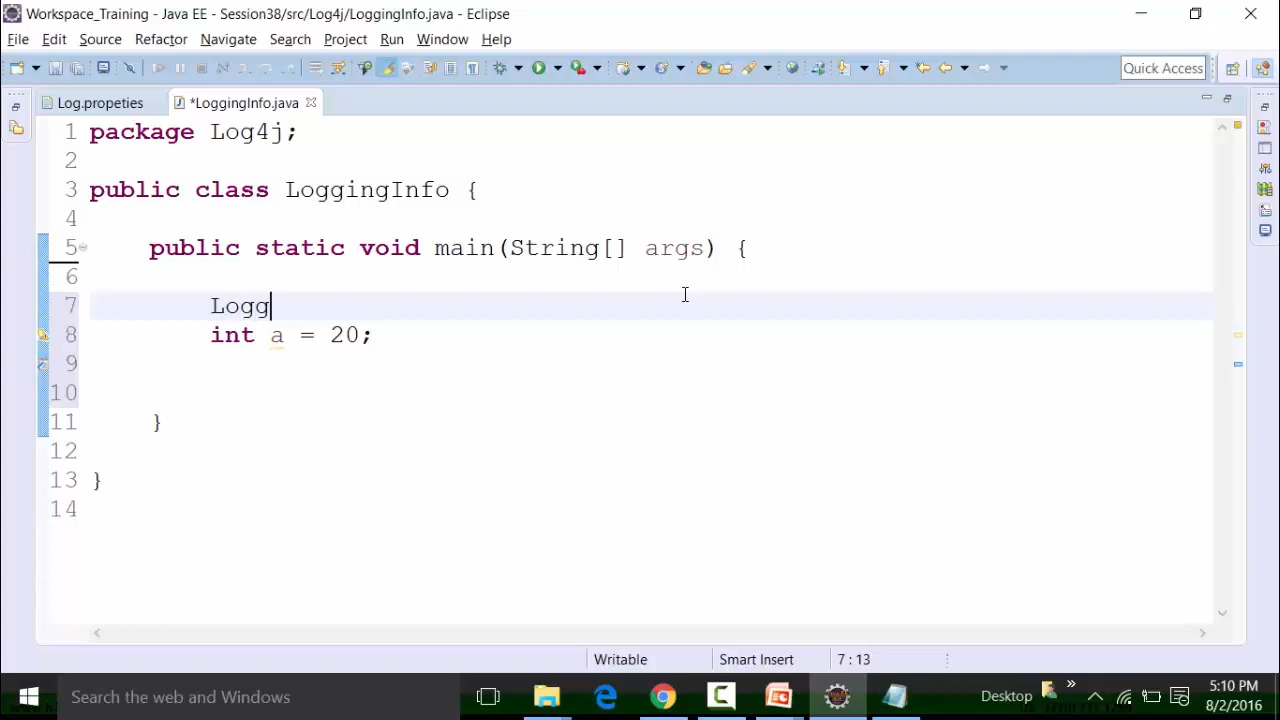 Workspace_Training - Java EE - Session38/src/Log4j/LoggingInfo.java - Eclipse
File Edit Source Refactor Navigate Search Project Run Window Help
Quick Access
Log.propeties *LoggingInfo.java
1 package Log4j;
2
3 public class LoggingInfo {
4
5 public static void main(String[] args) {
6
7 Logg
8 int a = 20;
9
10
11 }
12
13 }
14
Writable Smart Insert 7 : 13
Search the web and Windows Desktop » 5:10 PM
8/2/2016